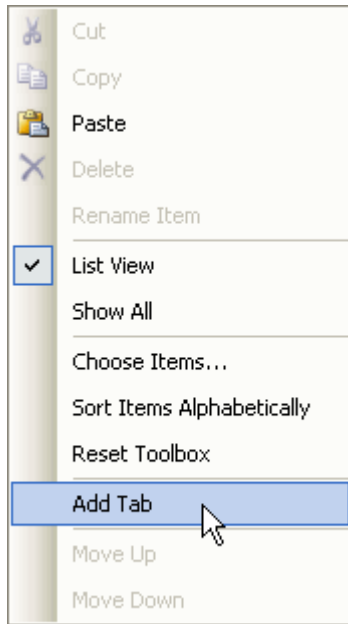 Cut
Copy
Paste
Delete
Rename Item
List View
Show All
Choose Items...
Sort Items Alphabetically
Reset Toolbox
Add Tab
Move Up
Move Down